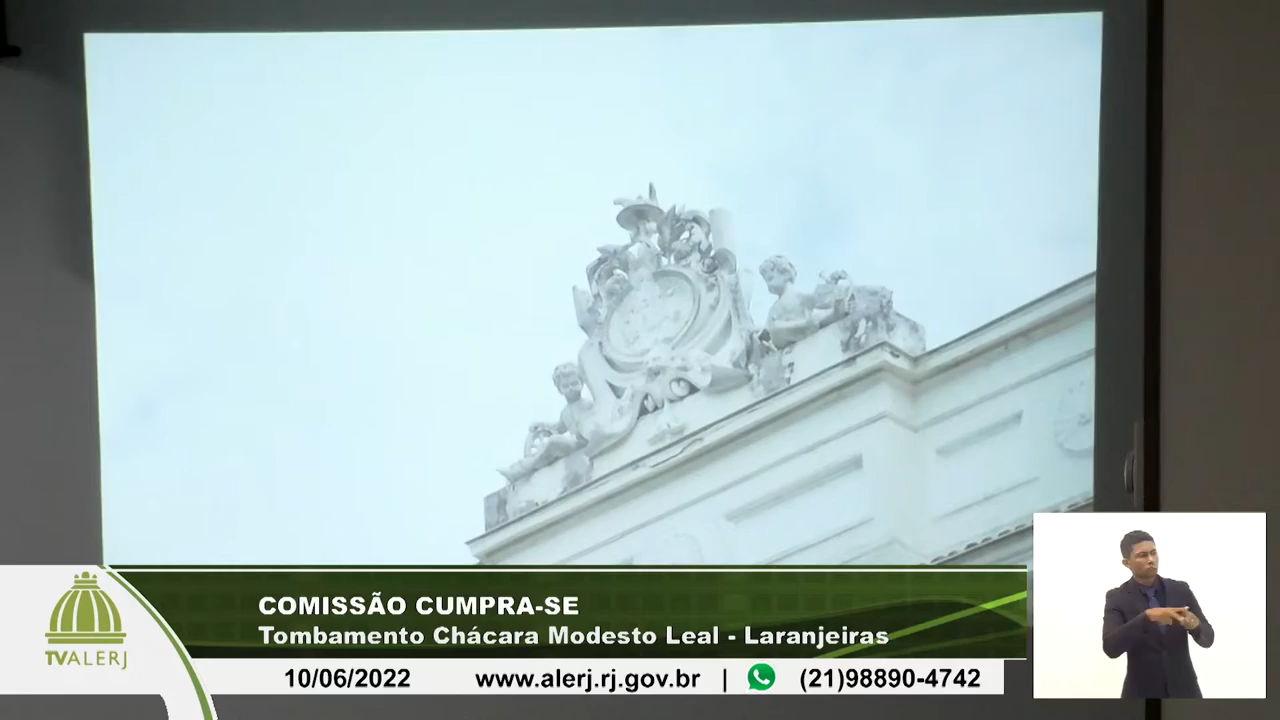 COMISSÃO CUMPRA-SE
Tombamento Chácara Modesto Leal - Laranjeiras
TVALERJ
10/06/2022 www.alerj.rj.gov.br | (21)98890-4742